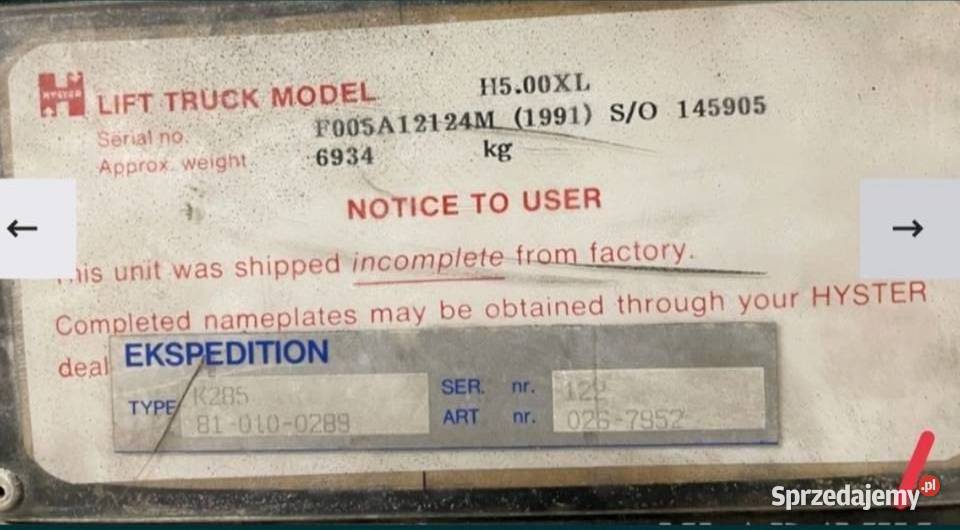 HYSTER
LIFT TRUCK MODEL H5.00XL
Serial no. F005A12124M (1991) S/O 145905
Approx. weight 6934 kg
NOTICE TO USER
This unit was shipped incomplete from factory.
Completed nameplates may be obtained through your HYSTER
deal
EKSPEDITION
TYPE K285
81-010-0289
SER. nr. 122
ART nr. 026-7952
Sprzedajemy.pl